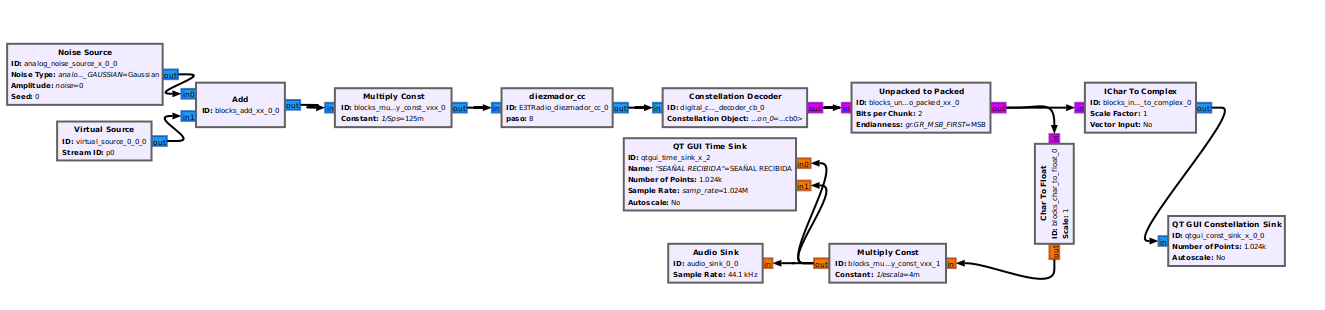 Noise Source
ID: analog_noise_source_x_0_0
Noise Type: analo..._GAUSSIAN=Gaussian
Amplitude: noise=0
Seed: 0
out
Virtual Source
ID: virtual_source_0_0_0
Stream ID: p0
out
in0
in1
Add
ID: blocks_add_xx_0_0
out
in
Multiply Const
ID: blocks_mu...y_const_vxx_0
Constant: 1/Sps=125m
out
in
diezmador_cc
ID: E3TRadio_diezmador_cc_0
paso: 8
out
in
Constellation Decoder
ID: digital_c..._decoder_cb_0
Constellation Object: ...on_0=...cb0>
out
in
Unpacked to Packed
ID: blocks_un...o_packed_xx_0
Bits per Chunk: 2
Endianness: gr.GR_MSB_FIRST=MSB
out
in
IChar To Complex
ID: blocks_in..._to_complex_0
Scale Factor: 1
Vector Input: No
out
in
Char To Float
ID: blocks_char_to_float_0
Scale: 1
out
QT GUI Time Sink
ID: qtgui_time_sink_x_2
Name: "SEAÑAL RECIBIDA"=SEAÑAL RECIBIDA
Number of Points: 1.024k
Sample Rate: samp_rate=1.024M
Autoscale: No
in0
in1
in
QT GUI Constellation Sink
ID: qtgui_const_sink_x_0_0
Number of Points: 1.024k
Autoscale: No
Audio Sink
ID: audio_sink_0_0
Sample Rate: 44.1 kHz
in
out
Multiply Const
ID: blocks_mu...y_const_vxx_1
Constant: 1/escala=4m
in